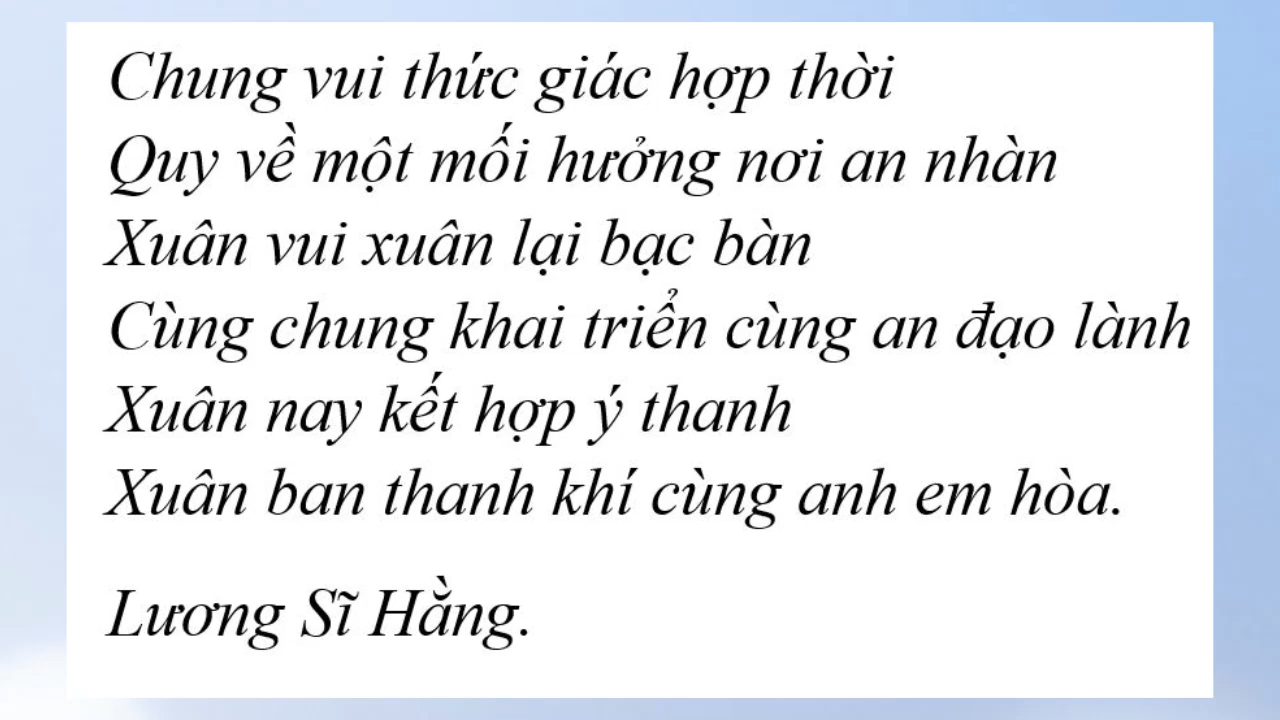 Chung vui thức giác hợp thời
Quy về một mối hưởng nơi an nhàn
Xuân vui xuân lại bạc bàn
Cùng chung khai triển cùng an đạo lành
Xuân nay kết hợp ý thanh
Xuân ban thanh khí cùng anh em hòa.
Lương Sĩ Hằng.